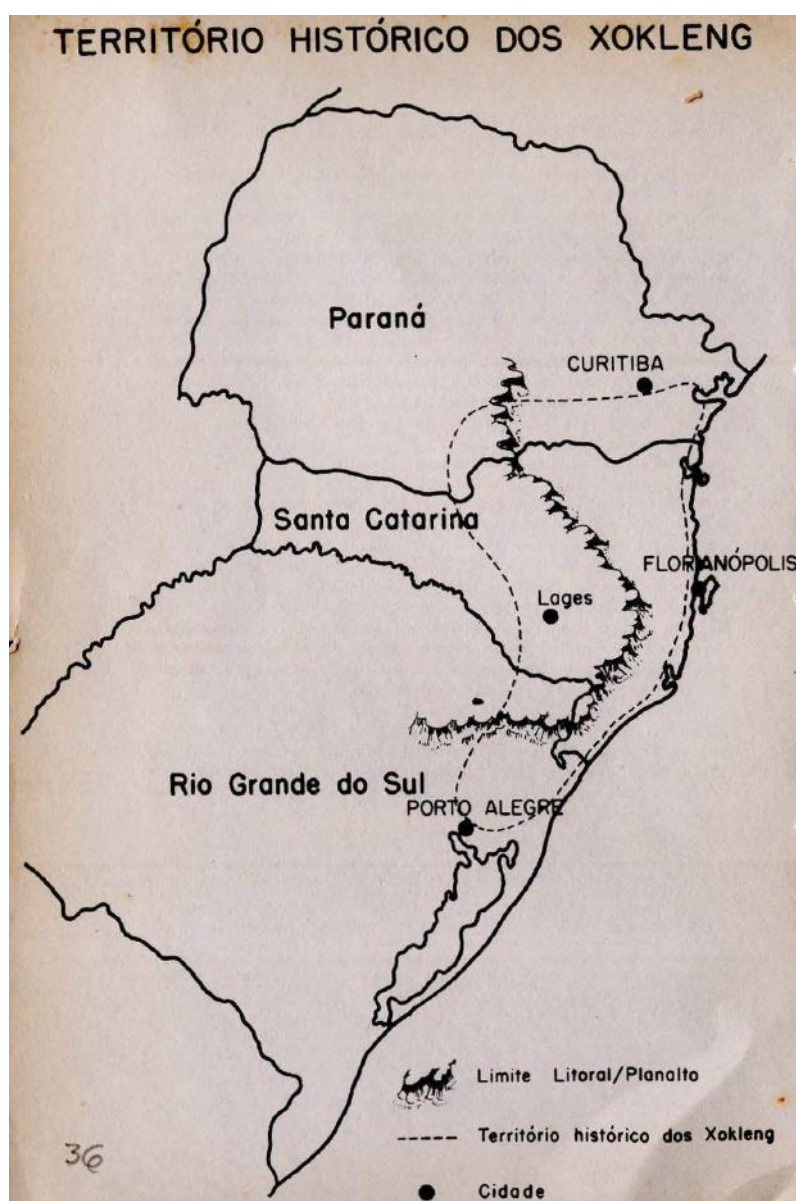 TERRITÓRIO HISTÓRICO DOS XOKLENG
Paraná
CURITIBA
Santa Catarina
FLORIANÓPOLIS
Lages
Rio Grande do Sul
PORTO ALEGRE
Limite Litoral/Planalto
Território histórico dos Xokleng
Cidade
36